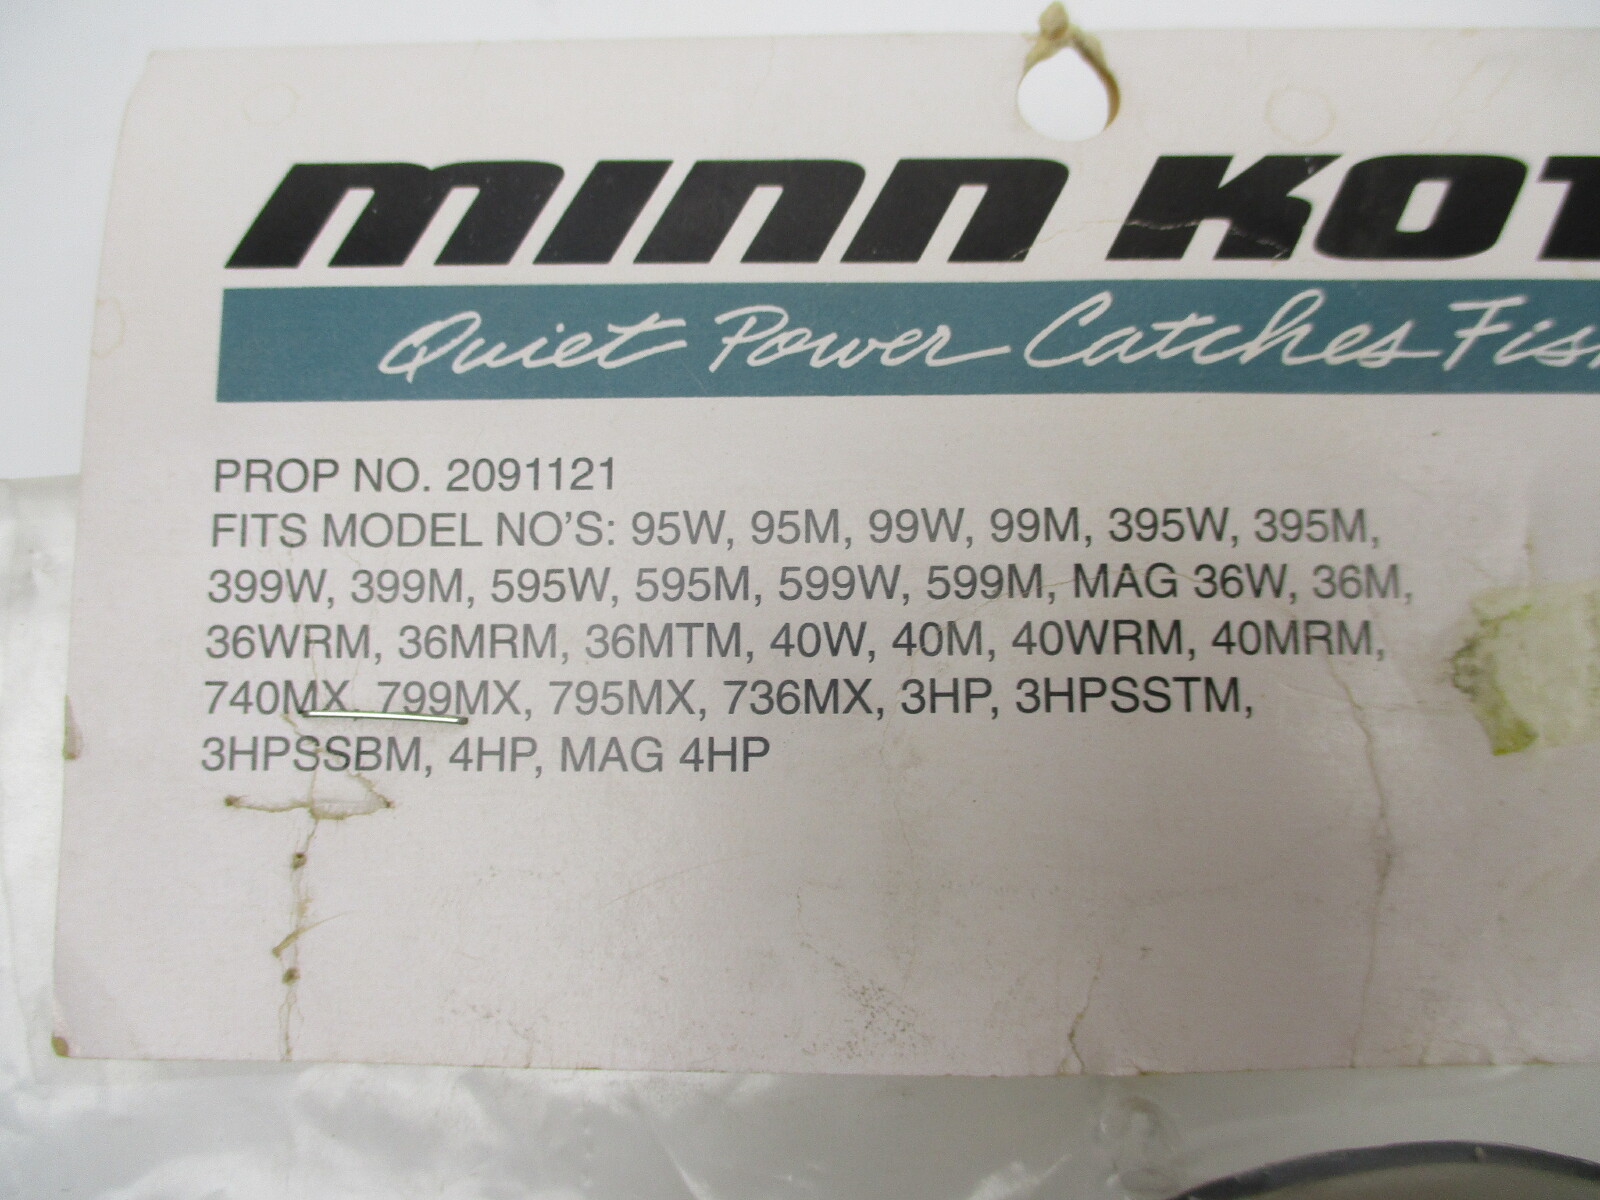 MINN KOT
Quiet Power Catches Fis
PROP NO. 2091121
FITS MODEL NO'S: 95W, 95M, 99W, 99M, 395W, 395M,
399W, 399M, 595W, 595M, 599W, 599M, MAG 36W, 36M,
36WRM, 36MRM, 36MTM, 40W, 40M, 40WRM, 40MRM,
740MX, 799MX, 795MX, 736MX, 3HP, 3HPSSTM,
3HPSSBM, 4HP, MAG 4HP